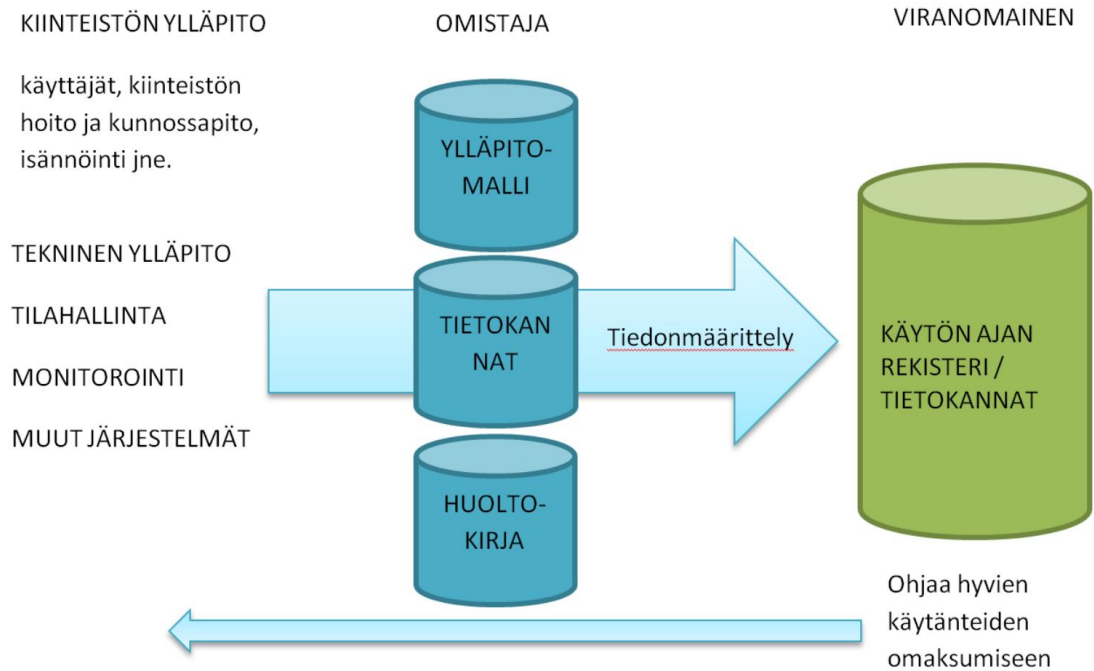 KIINTEISTÖN YLLÄPITO
käyttäjät, kiinteistön
hoito ja kunnossapito,
isännöinti jne.
TEKNINEN YLLÄPITO
TILAHALLINTA
MONITOROINTI
MUUT JÄRJESTELMÄT
OMISTAJA
YLLÄPITO-
MALLI
TIETOKAN
NAT
HUOLTO-
KIRJA
Tiedonmäärittely
VIRANOMAINEN
KÄYTÖN AJAN
REKISTERI /
TIETOKANNAT
Ohjaa hyvien
käytänteiden
omaksumiseen